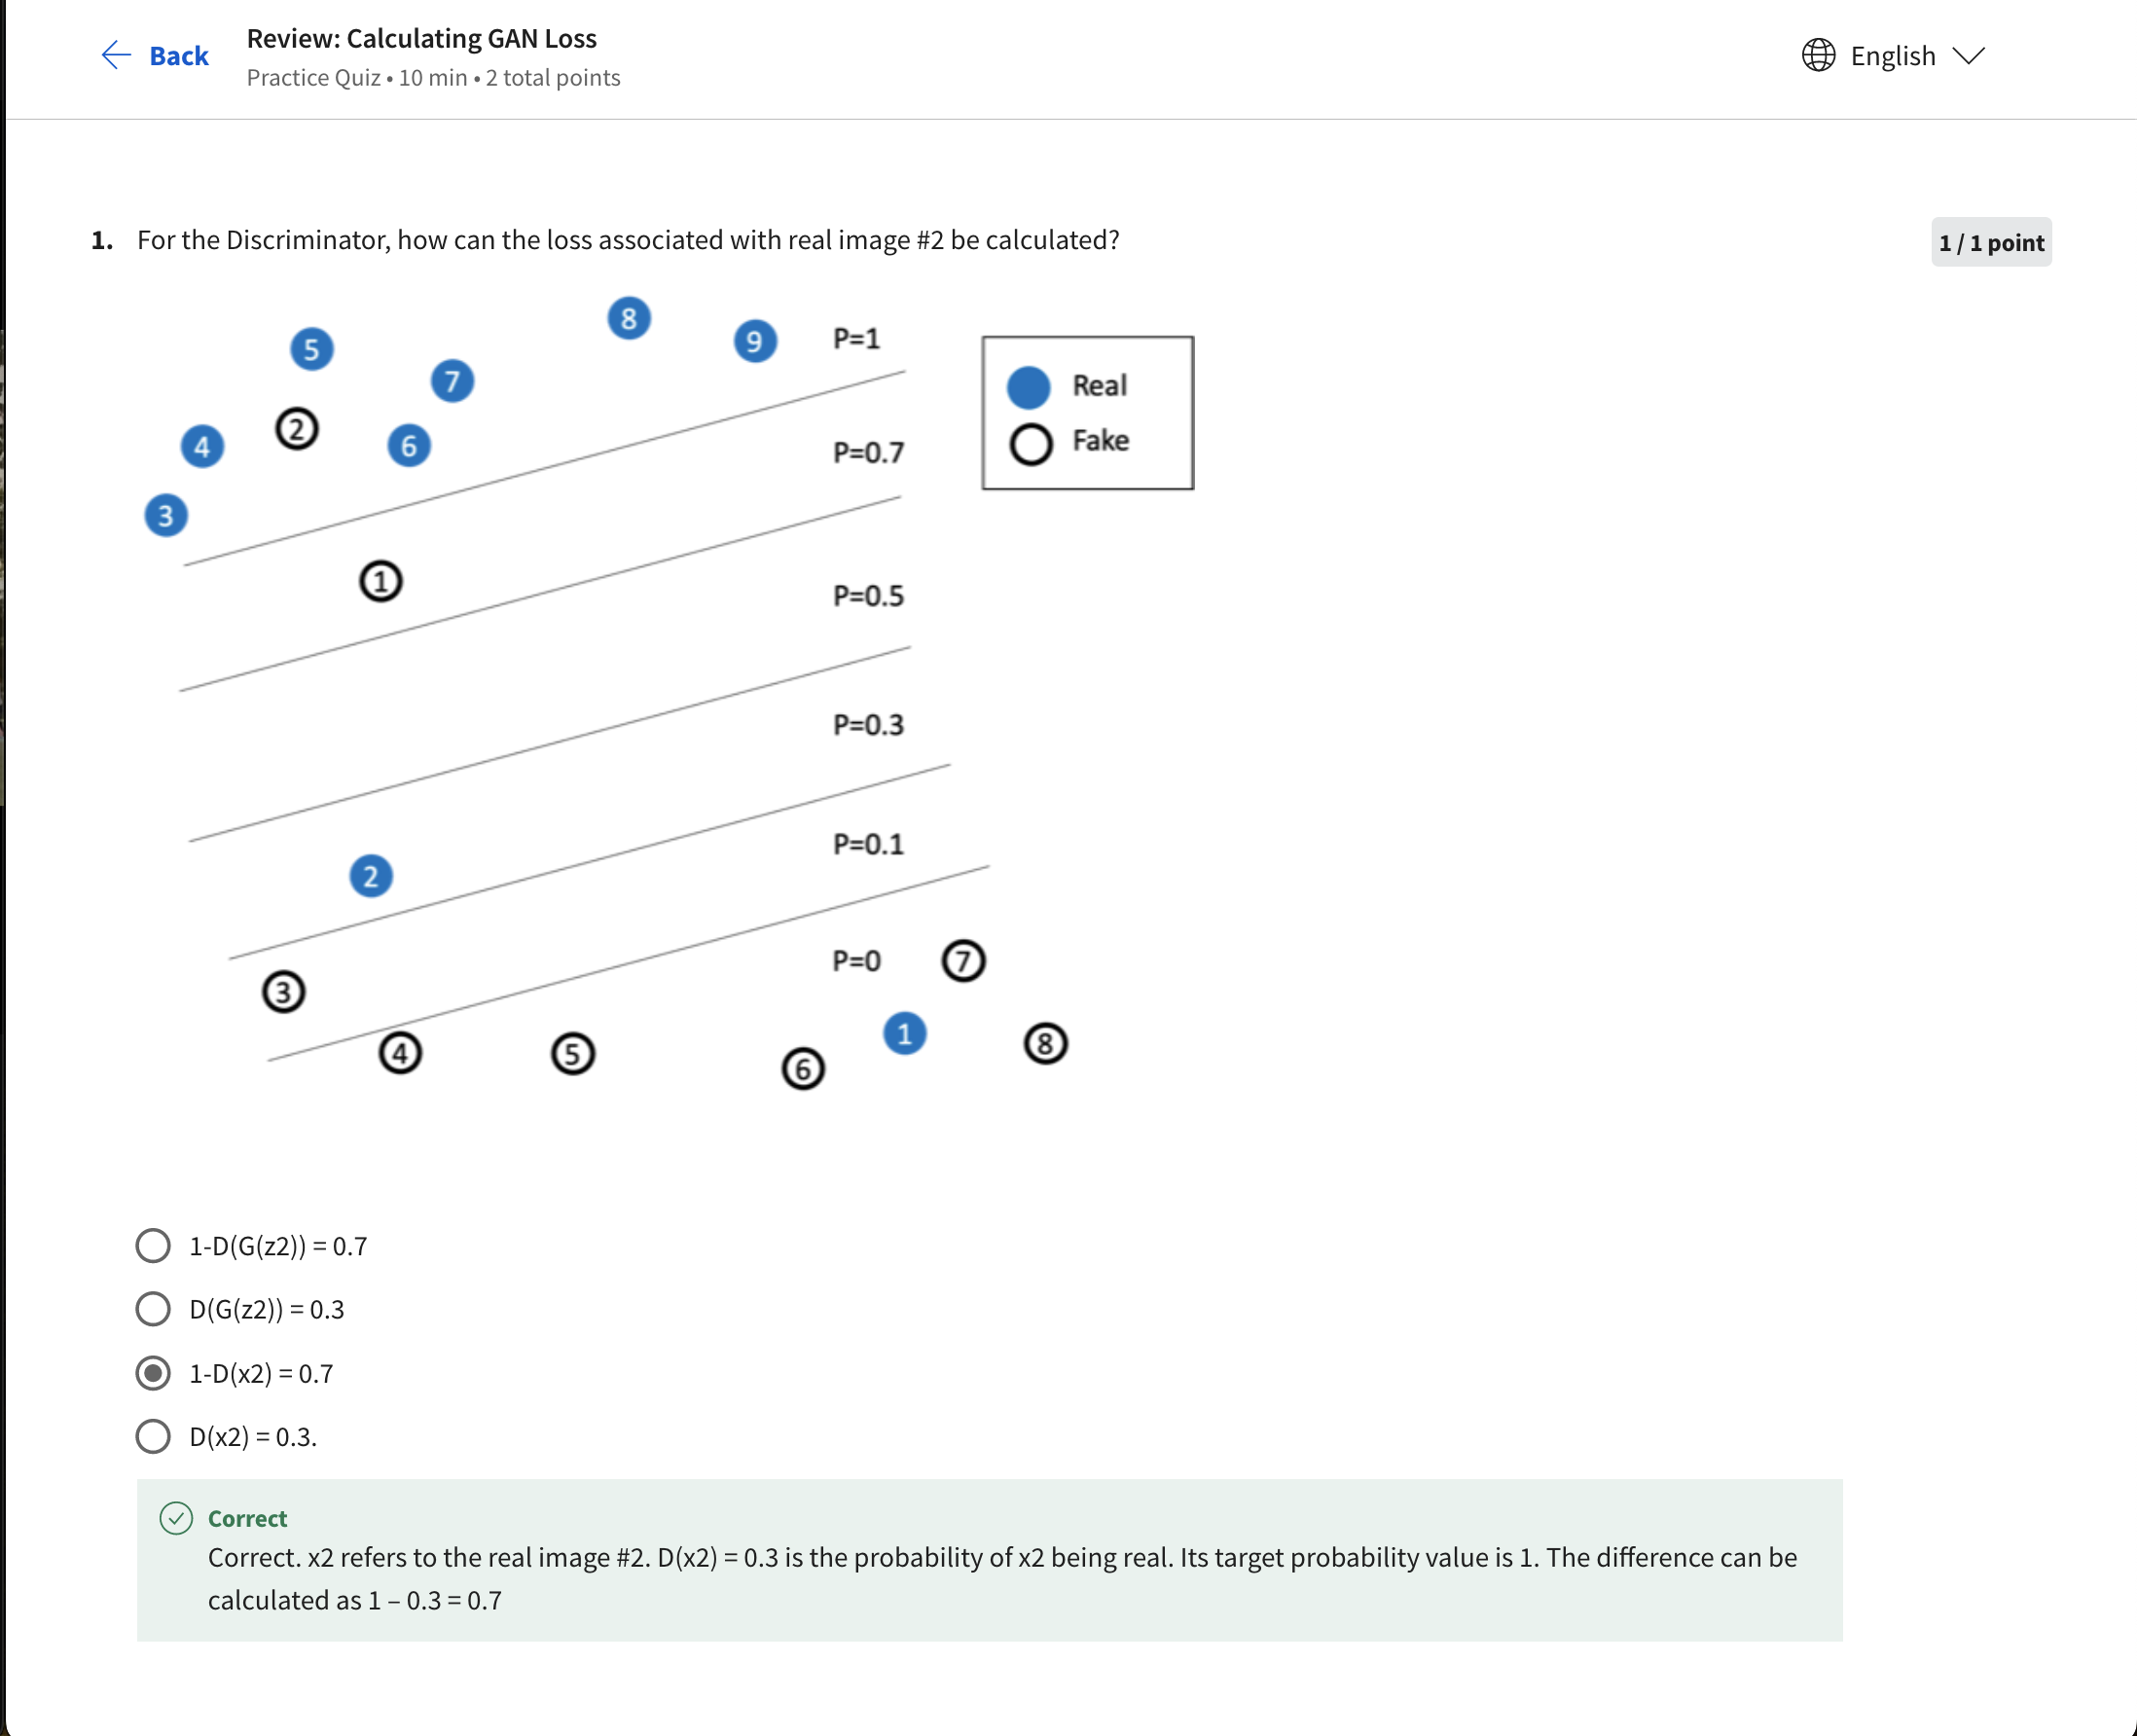 Back
Review: Calculating GAN Loss
Practice Quiz • 10 min • 2 total points
English
1. For the Discriminator, how can the loss associated with real image #2 be calculated?
1 / 1 point
8
9
P=1
5
7
Real
2
4
6
P=0.7
Fake
3
1
P=0.5
P=0.3
P=0.1
2
P=0
7
3
1
8
4
5
6
1-D(G(z2)) = 0.7
D(G(z2)) = 0.3
1-D(x2) = 0.7
D(x2) = 0.3.
Correct
Correct. x2 refers to the real image #2. D(x2) = 0.3 is the probability of x2 being real. Its target probability value is 1. The difference can be
calculated as 1 – 0.3 = 0.7